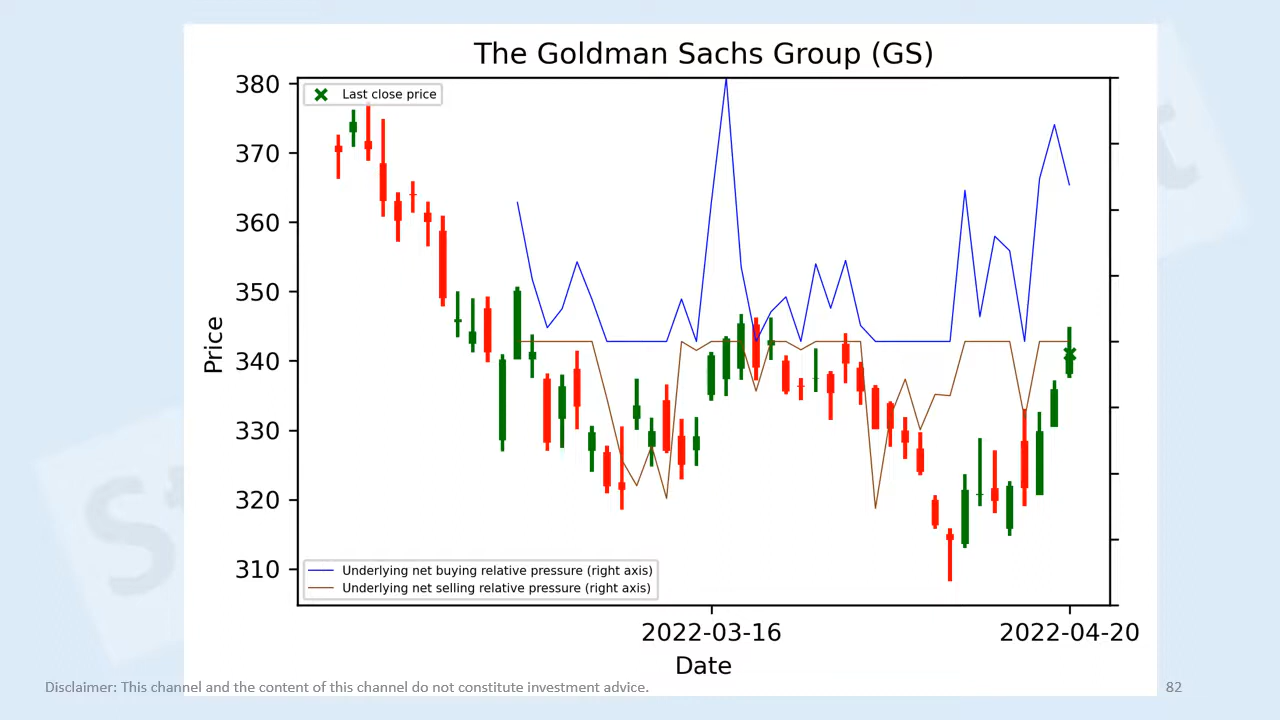 The Goldman Sachs Group (GS)
Last close price
380
370
360
350
340
330
320
310
Price
Underlying net buying relative pressure (right axis)
Underlying net selling relative pressure (right axis)
2022-03-16
2022-04-20
Date
Disclaimer: This channel and the content of this channel do not constitute investment advice.
82